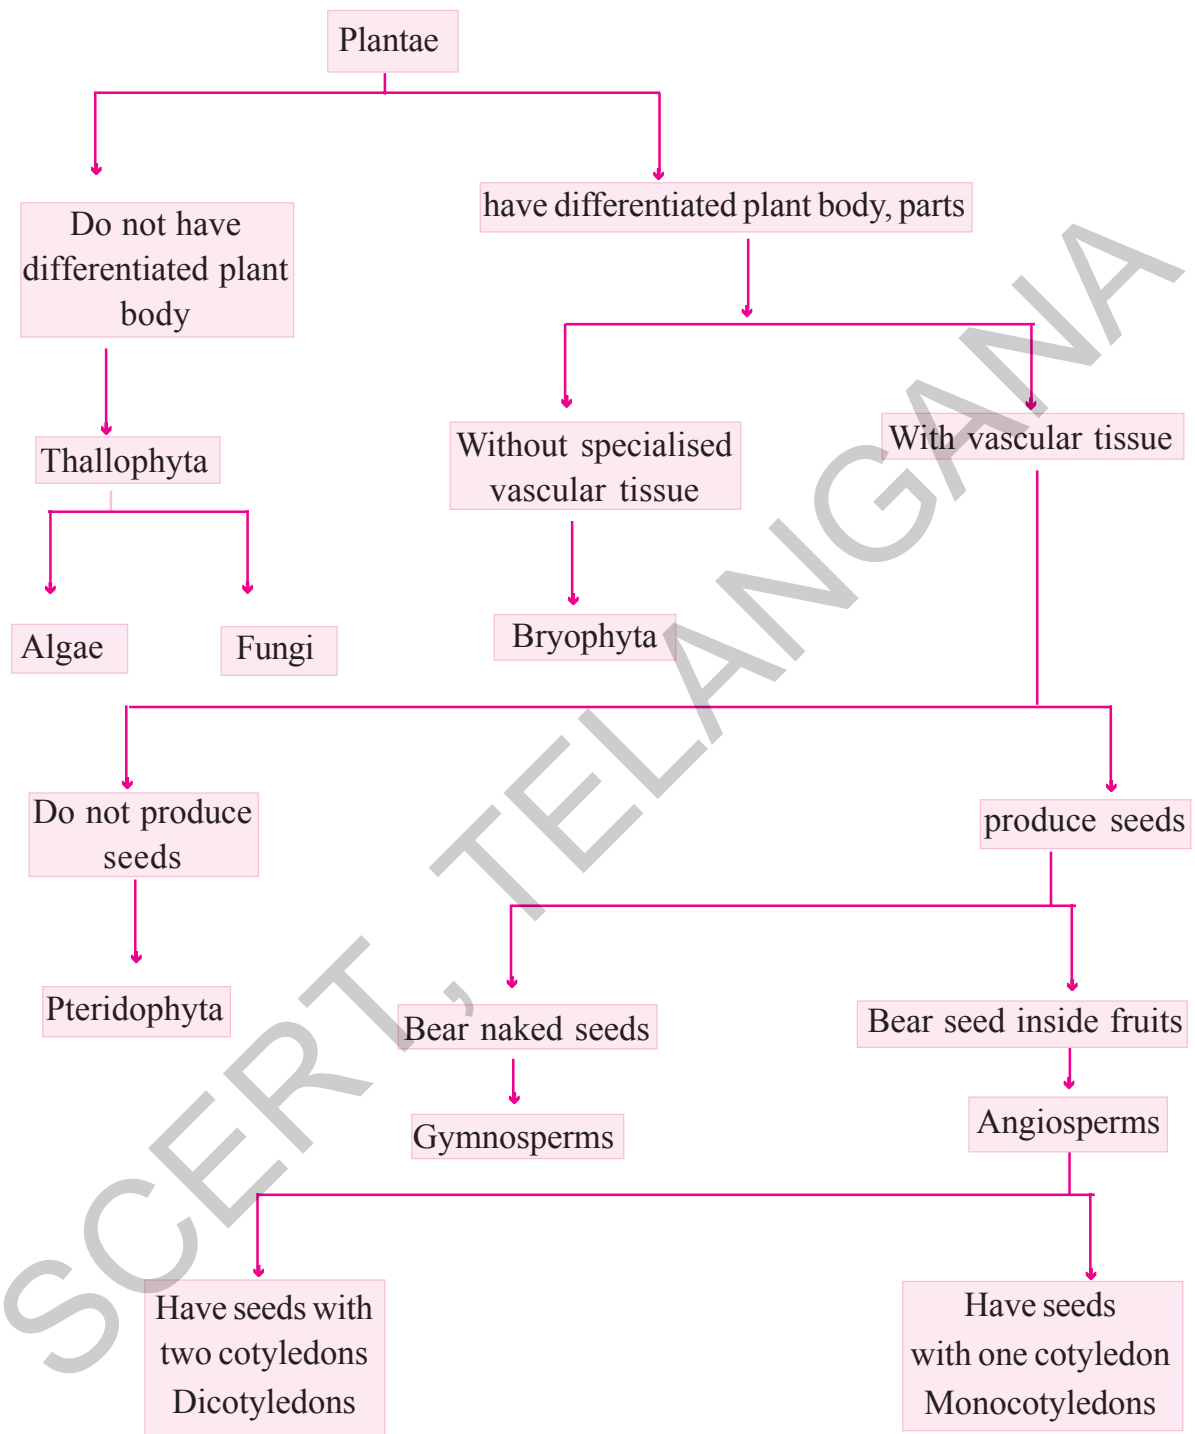 Plantae
Do not have
differentiated plant
body
have differentiated plant body, parts
Thallophyta
Without specialised
vascular tissue
With vascular tissue
Algae
Fungi
Bryophyta
Do not produce
seeds
produce seeds
Pteridophyta
Bear naked seeds
Bear seed inside fruits
Gymnosperms
Angiosperms
Have seeds with
two cotyledons
Dicotyledons
Have seeds
with one cotyledon
Monocotyledons
SCERT, TELANGANA